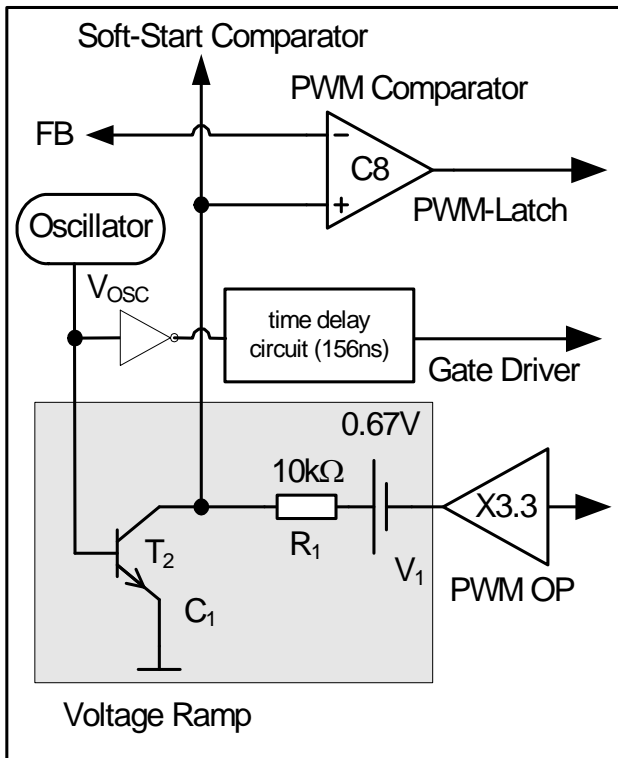 Soft-Start Comparator
PWM Comparator
FB
C8
PWM-Latch
Oscillator
VOSC
time delay
circuit (156ns)
Gate Driver
0.67V
10kΩ
X3.3
R1
T2
V1
PWM OP
C1
Voltage Ramp